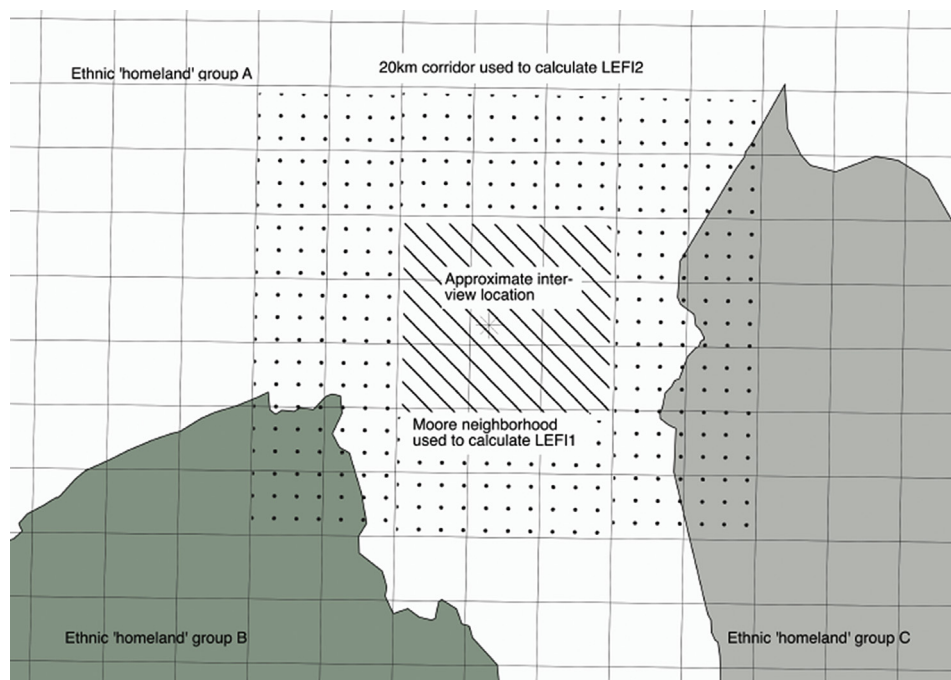 20km corridor used to calculate LEFI2
Ethnic 'homeland' group A
Approximate inter-
view location
Moore neighborhood
used to calculate LEFI1
Ethnic 'homeland' group B
Ethnic 'homeland' group C